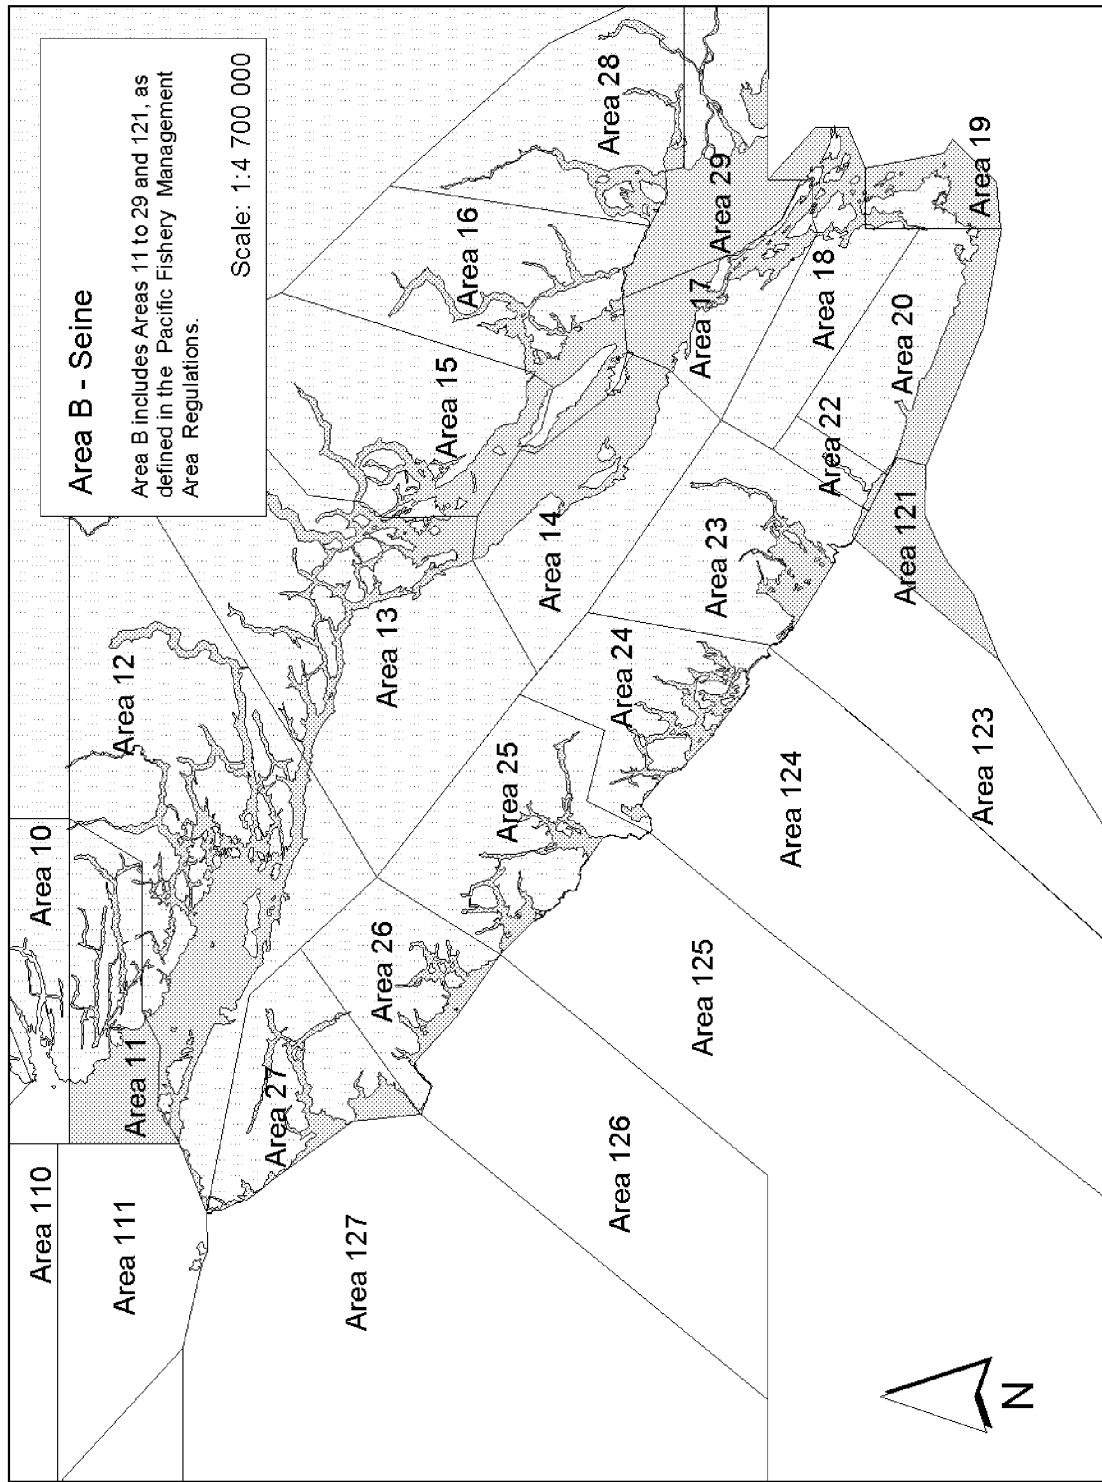 Area B - Seine
Area B includes Areas 11 to 29 and 121, as
defined in the Pacific Fishery Management
Area Regulations.
Scale: 1:4 700 000
Area 110
Area 10
Area 111
Area 11
Area 12
Area 127
Area 27
Area 26
Area 13
Area 15
Area 16
Area 28
Area 25
Area 14
Area 126
Area 24
Area 17
Area 29
Area 125
Area 23
Area 124
Area 22
Area 18
Area 121
Area 20
Area 123
Area 19
N